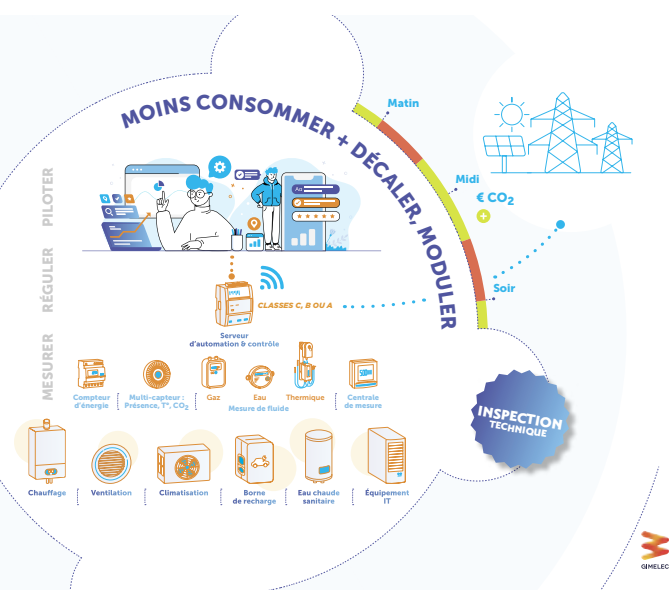 MOINS CONSOMMER + DÉCALER, MODULER
Matin
Midi
€ CO2
+
Soir
PILOTER
RÉGULER
MESURER
CLASSES C, B OU A
Serveur
d'automation & contrôle
Compteur
d'énergie
Multi-capteur :
Présence, T°, CO2
Gaz
Eau
Thermique
Mesure de fluide
Centrale
de mesure
INSPECTION
TECHNIQUE
Chauffage
Ventilation
Climatisation
Borne
de recharge
Eau chaude
sanitaire
Équipement
IT
GIMELEC